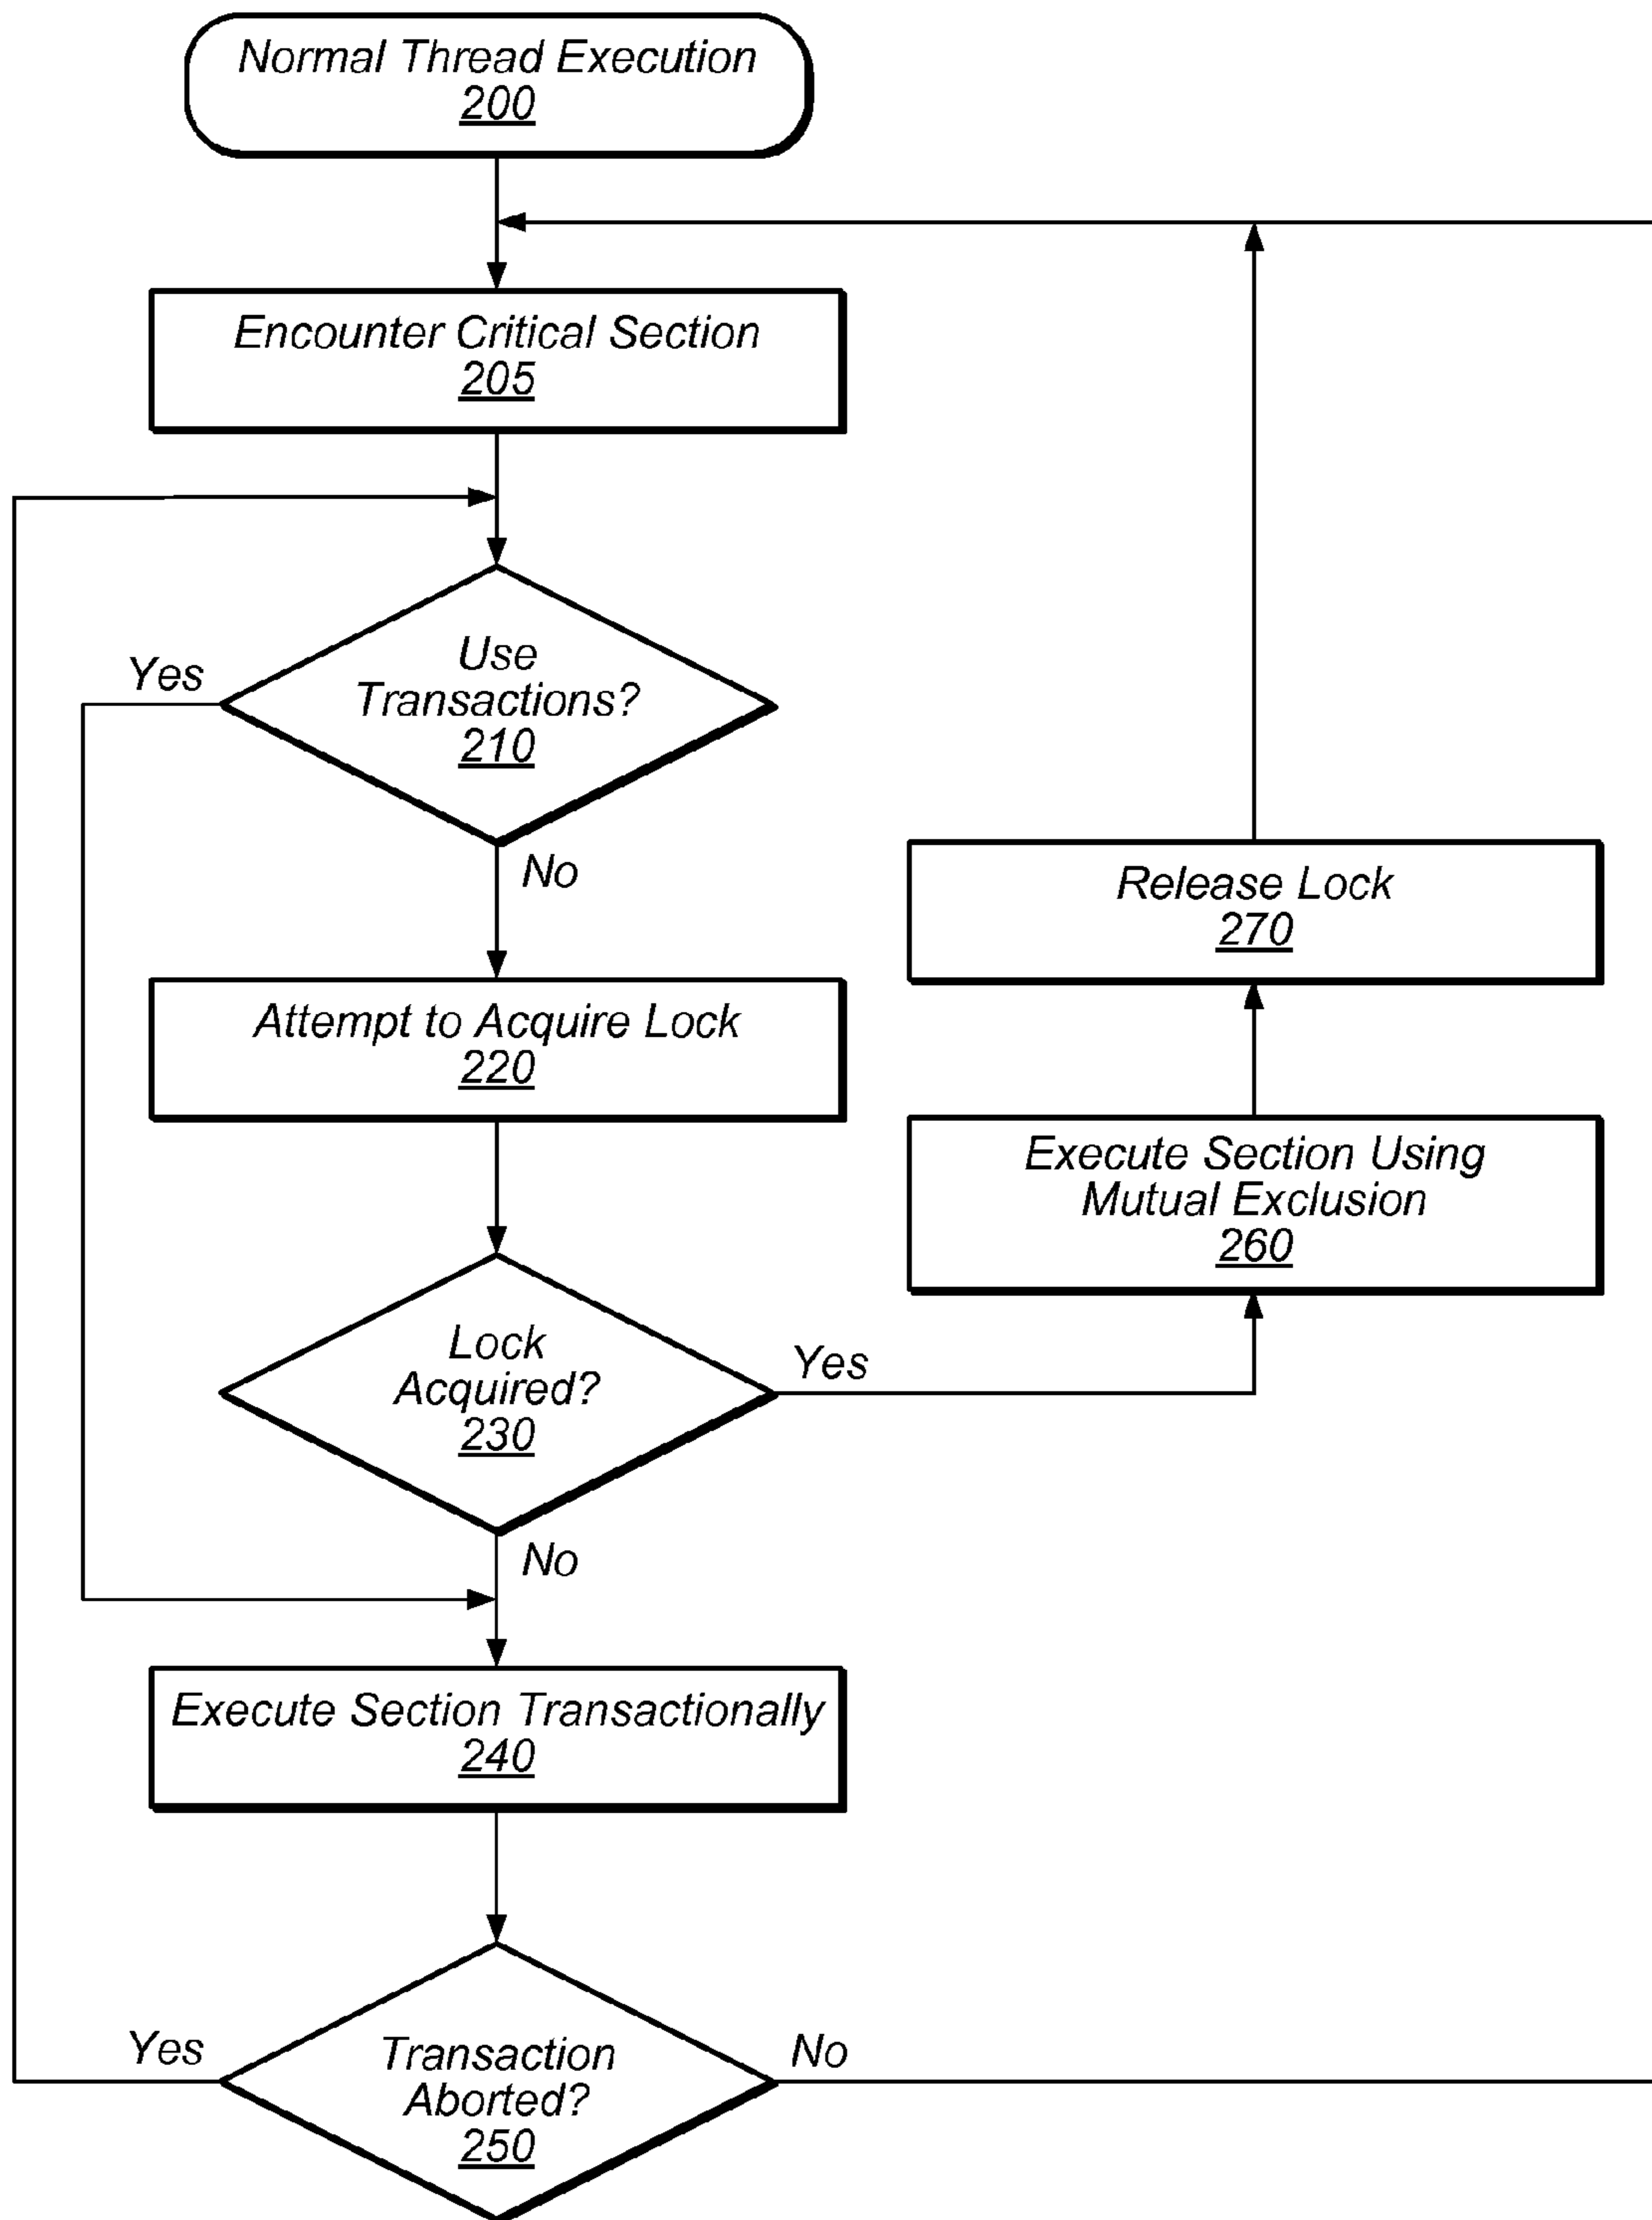 Normal Thread Execution
200
Encounter Critical Section
205
Yes
Use
Transactions?
210
No
Release Lock
270
Attempt to Acquire Lock
220
Execute Section Using
Mutual Exclusion
260
Lock
Acquired?
230
Yes
No
Execute Section Transactionally
240
Yes
Transaction
Aborted?
250
No